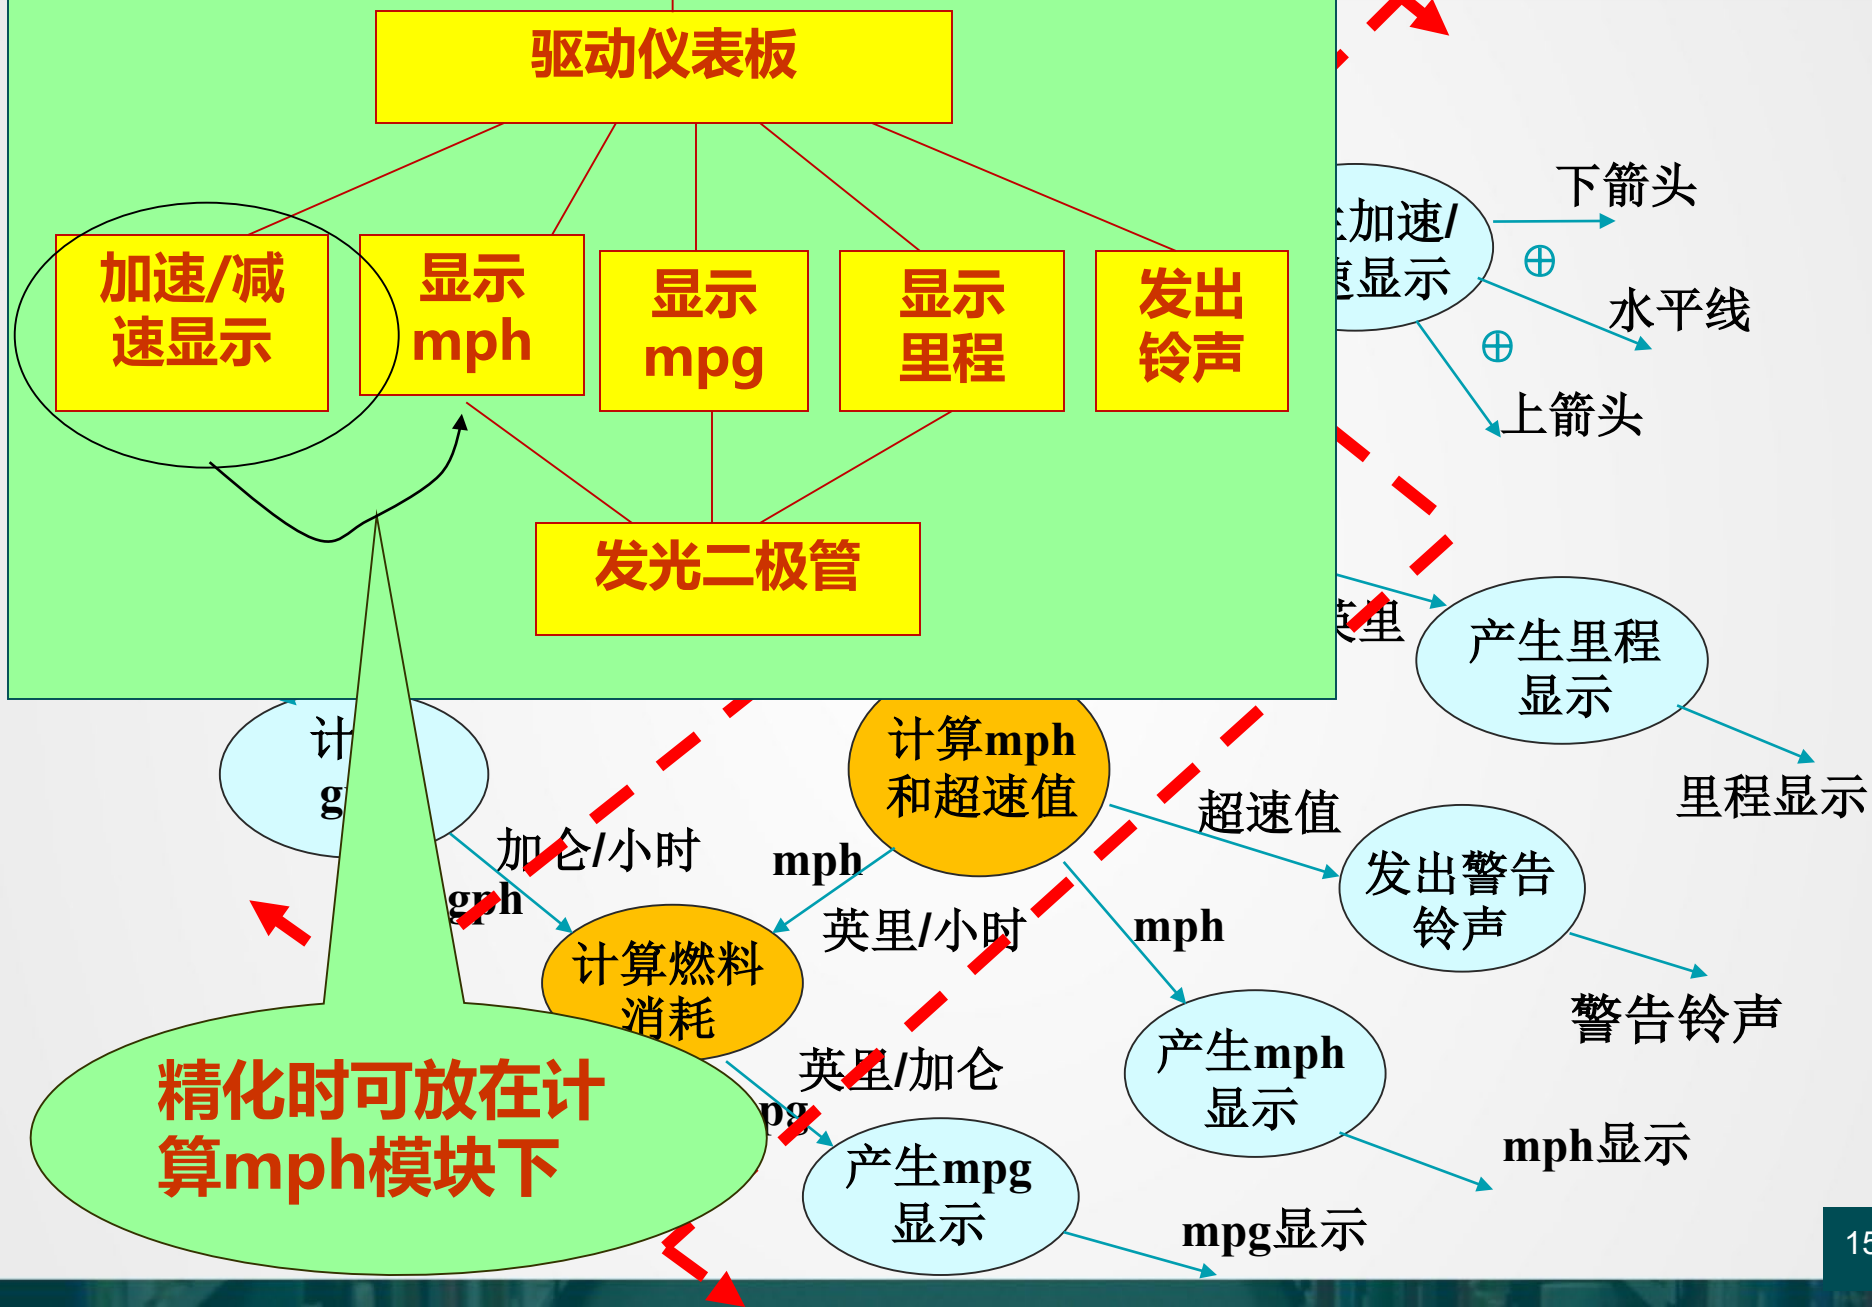 驱动仪表板
加速/减
速显示
显示
mph
显示
mpg
显示
里程
发出
铃声
发光二极管
加速/
显示
下箭头
水平线
上箭头
英里
产生里程
显示
里程显示
计
计算mph
和超速值
超速值
加仑/小时
gph
mph
英里/小时
mph
发出警告
铃声
警告铃声
计算燃料
消耗
英里/加仑
pg
产生mph
显示
mph显示
产生mpg
显示
mpg显示
精化时可放在计
算mph模块下
15